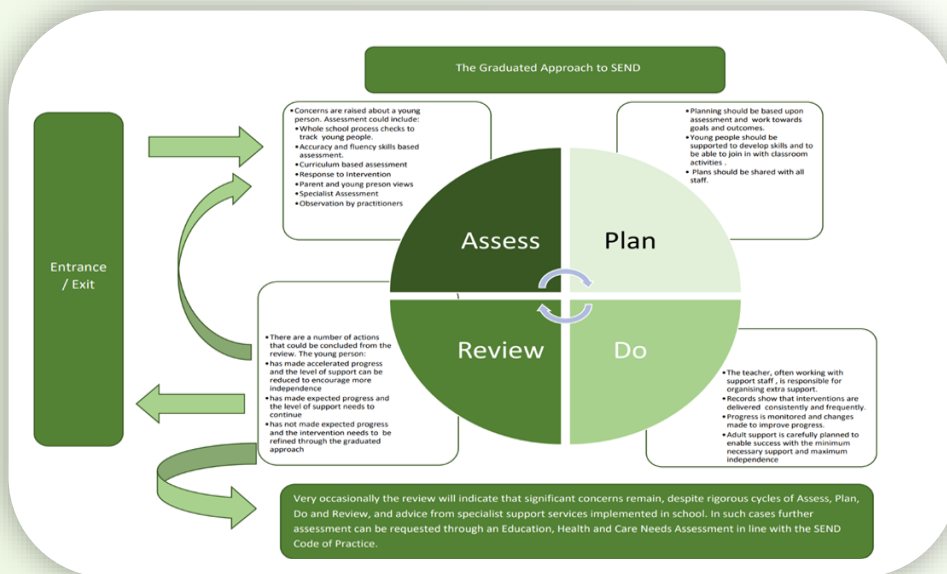 The Graduated Approach to SEND
Entrance
/ Exit
•Concerns are raised about a young
person. Assessment could include:
•Whole school process checks to
track young people.
•Accuracy and fluency skills based
assessment.
•Curriculum based assessment
•Response to Intervention
•Parent and young preson views
•Specialist Assessment
•Observation by practitioners
•Planning should be based upon
assessment and work towards
goals and outcomes.
•Young people should be
supported to develop skills and to
be able to join in with classroom
activities .
• Plans should be shared with all
staff.
Assess
Plan
Review
Do
•There are a number of actions
that could be concluded from the
review. The young person:
•has made accelerated progress
and the level of support can be
reduced to encourage more
independence
•has made expected progress and
the level of support needs to
continue
•has not made expected progress
and the intervention needs to be
refined through the graduated
approach
•The teacher, often working with
support staff , is responsible for
organising extra support.
•Records show that interventions are
delivered consistently and frequently.
•Progress is monitored and changes
made to improve progress.
•Adult support is carefully planned to
enable success with the minimum
necessary support and maximum
independence
Very occasionally the review will indicate that significant concerns remain, despite rigorous cycles of Assess, Plan,
Do and Review, and advice from specialist support services implemented in school. In such cases further
assessment can be requested through an Education, Health and Care Needs Assessment in line with the SEND
Code of Practice.